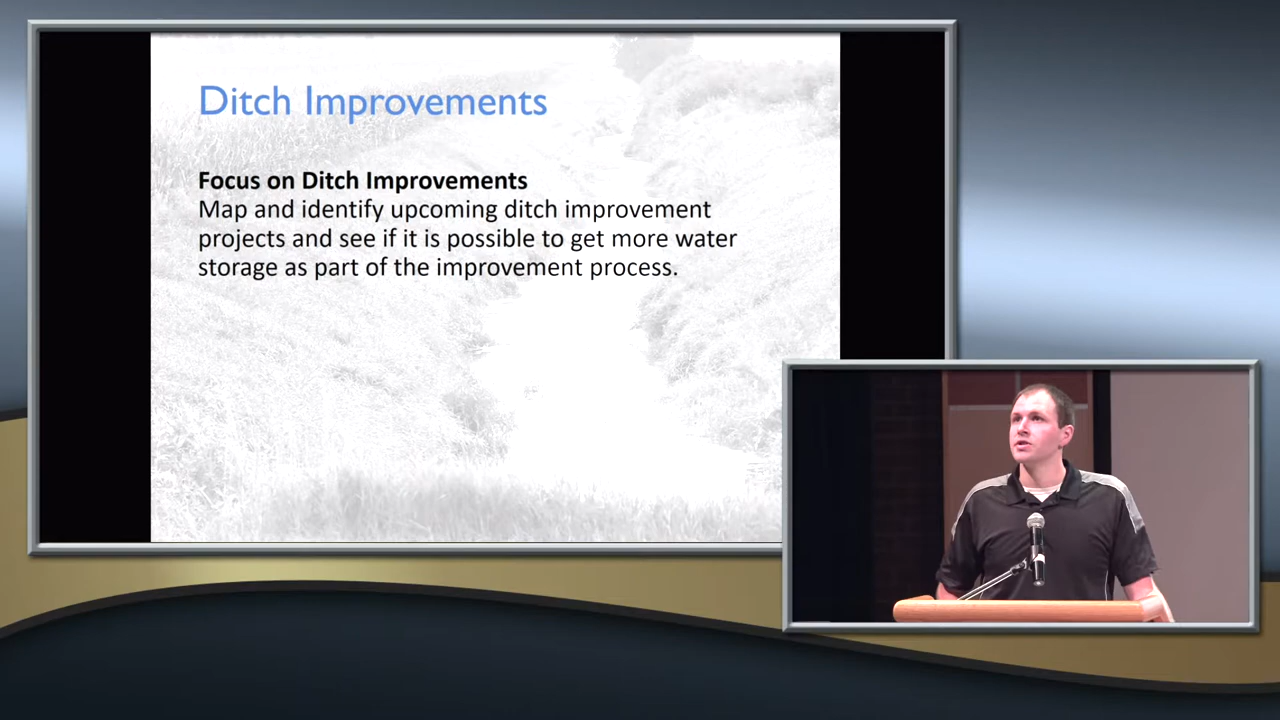 Ditch Improvements
Focus on Ditch Improvements
Map and identify upcoming ditch improvement
projects and see if it is possible to get more water
storage as part of the improvement process.